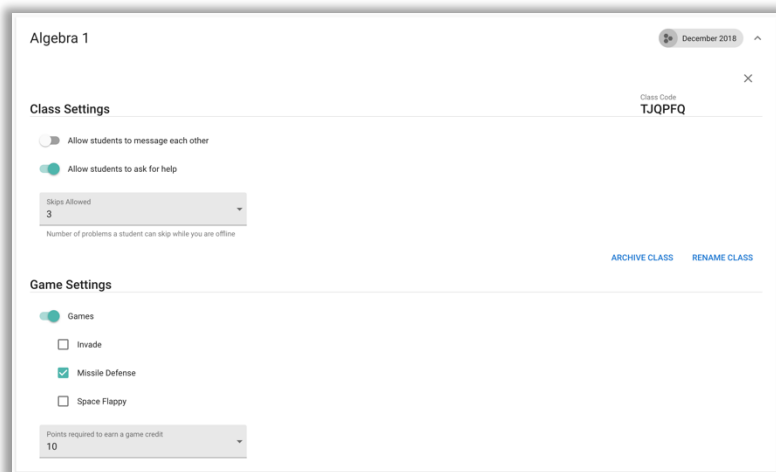 Algebra 1
December 2018
Class Settings
Class Code
TJQPFQ
Allow students to message each other
Allow students to ask for help
Skips Allowed
3
Number of problems a student can skip while you are offline
ARCHIVE CLASS RENAME CLASS
Game Settings
Games
Invade
Missile Defense
Space Flappy
Points required to earn a game credit
10